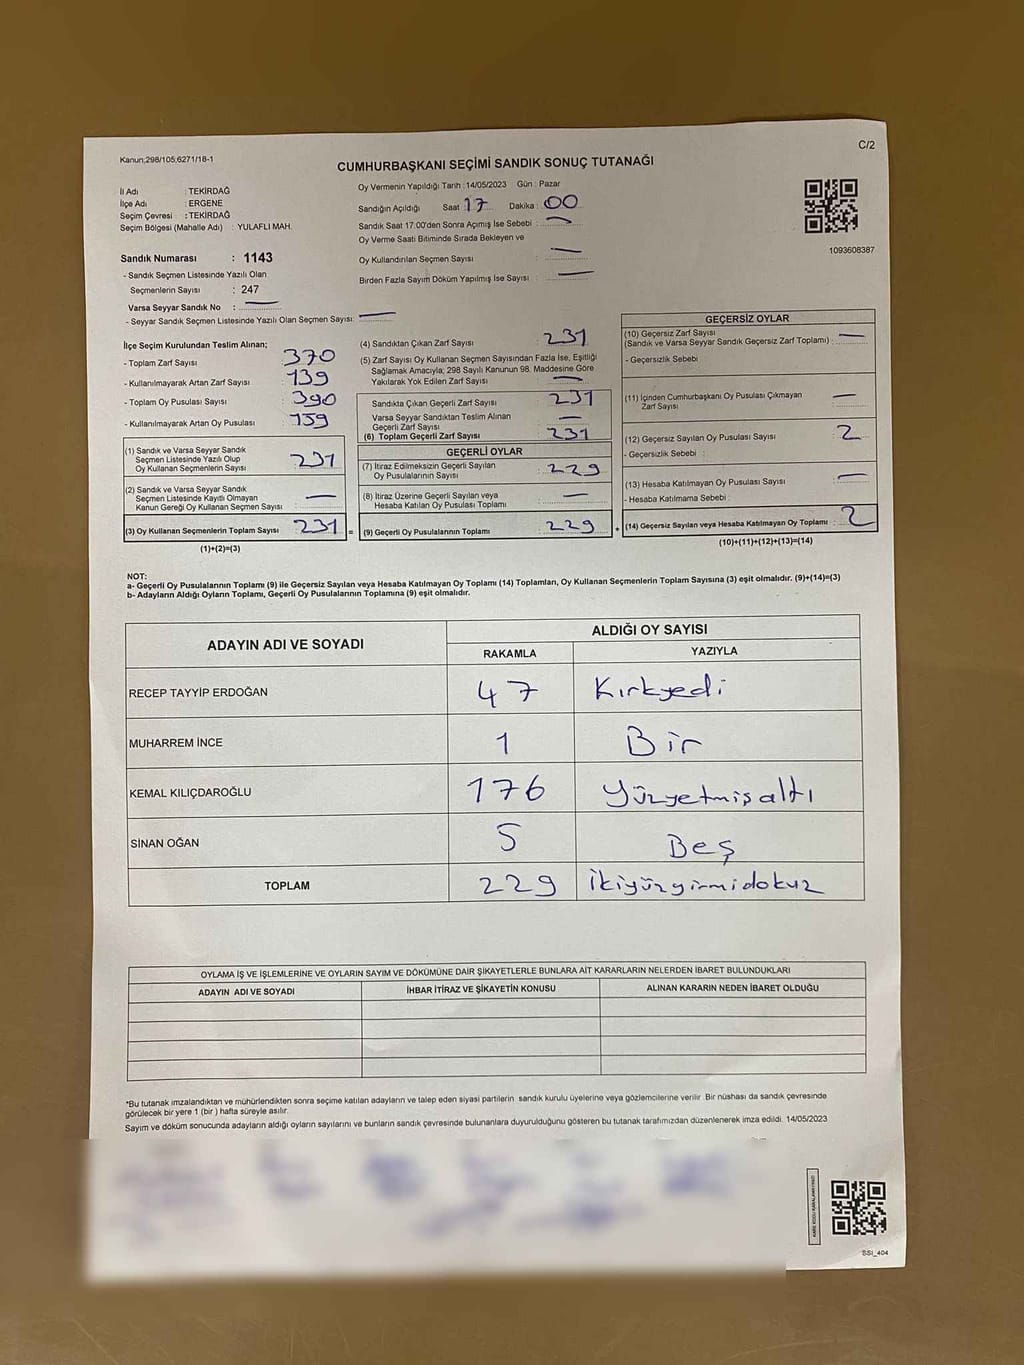 Kanun;298/105;6271/18-1
C/2
CUMHURBAŞKANI SEÇİMİ SANDIK SONUÇ TUTANAĞI
İl Adı : TEKİRDAĞ
İlçe Adı : ERGENE
Seçim Çevresi : TEKİRDAĞ
Seçim Bölgesi (Mahalle Adı) : YULAFLI MAH.
Sandık Numarası : 1143
- Sandık Seçmen Listesinde Yazılı Olan
Seçmenlerin Sayısı : 247
Varsa Seyyar Sandık No : —
- Seyyar Sandık Seçmen Listesinde Yazılı Olan Seçmen Sayısı: —
Oy Vermenin Yapıldığı Tarih :14/05/2023 Gün : Pazar
Sandığın Açıldığı Saat 17 Dakika : 00
Sandık Saat 17:00'den Sonra Açımış İse Sebebi : —
Oy Verme Saati Bitiminde Sırada Bekleyen ve
Oy Kullandırılan Seçmen Sayısı : —
Birden Fazla Sayım Döküm Yapılmış İse Sayısı : —
1093608387
İlçe Seçim Kurulundan Teslim Alınan;
- Toplam Zarf Sayısı : 370
- Kullanılmayarak Artan Zarf Sayısı : 139
- Toplam Oy Pusulası Sayısı : 390
- Kullanılmayarak Artan Oy Pusulası : 159
(1) Sandık ve Varsa Seyyar Sandık
Seçmen Listesinde Yazılı Olup
Oy Kullanan Seçmenlerin Sayısı : 231
(2) Sandık ve Varsa Seyyar Sandık
Seçmen Listesinde Kayıtlı Olmayan
Kanun Gereği Oy Kullanan Seçmen Sayısı : —
(3) Oy Kullanan Seçmenlerin Toplam Sayısı : 231 =
(1)+(2)=(3)
(4) Sandıktan Çıkan Zarf Sayısı : 231
(5) Zarf Sayısı Oy Kullanan Seçmen Sayısından Fazla İse, Eşitliği
Sağlamak Amacıyla; 298 Sayılı Kanunun 98. Maddesine Göre
Yakılarak Yok Edilen Zarf Sayısı : —
Sandıkta Çıkan Geçerli Zarf Sayısı : 231
Varsa Seyyar Sandıktan Teslim Alınan
Geçerli Zarf Sayısı : —
(6) Toplam Geçerli Zarf Sayısı : 231
GEÇERLİ OYLAR
(7) İtiraz Edilmeksizin Geçerli Sayılan
Oy Pusulalarının Sayısı : 229
(8) İtiraz Üzerine Geçerli Sayılan veya
Hesaba Katılan Oy Pusulası Toplamı : —
(9) Geçerli Oy Pusulalarının Toplamı : 229 +
GEÇERSİZ OYLAR
(10) Geçersiz Zarf Sayısı
(Sandık ve Varsa Seyyar Sandık Geçersiz Zarf Toplamı) : —
- Geçersizlik Sebebi
(11) İçinden Cumhurbaşkanı Oy Pusulası Çıkmayan
Zarf Sayısı : —
(12) Geçersiz Sayılan Oy Pusulası Sayısı : 2
- Geçersizlik Sebebi :
(13) Hesaba Katılmayan Oy Pusulası Sayısı : —
- Hesaba Katılmama Sebebi :
(14) Geçersiz Sayılan veya Hesaba Katılmayan Oy Toplamı : 2
(10)+(11)+(12)+(13)=(14)
NOT:
a- Geçerli Oy Pusulalarının Toplamı (9) ile Geçersiz Sayılan veya Hesaba Katılmayan Oy Toplamı (14) Toplamları, Oy Kullanan Seçmenlerin Toplam Sayısına (3) eşit olmalıdır. (9)+(14)=(3)
b- Adayların Aldığı Oyların Toplamı, Geçerli Oy Pusulalarının Toplamına (9) eşit olmalıdır.
ADAYIN ADI VE SOYADI
ALDIĞI OY SAYISI
RAKAMLA YAZIYLA
RECEP TAYYİP ERDOĞAN 47 Kırkyedi
MUHARREM İNCE 1 Bir
KEMAL KILIÇDAROĞLU 176 Yüzyetmişaltı
SİNAN OĞAN 5 Beş
TOPLAM 229 İkiyüzyirmidokuz
OYLAMA İŞ VE İŞLEMLERİNE VE OYLARIN SAYIM VE DÖKÜMÜNE DAİR ŞİKAYETLERLE BUNLARA AİT KARARLARIN NELERDEN İBARET BULUNDUKLARI
ADAYIN ADI VE SOYADI İHBAR İTİRAZ VE ŞİKAYETİN KONUSU ALINAN KARARIN NEDEN İBARET OLDUĞU
*Bu tutanak imzalandıktan ve mühürlendikten sonra seçime katılan adayların ve talep eden siyasi partilerin sandık kurulu üyelerine veya gözlemcilerine verilir. Bir nüshası da sandık çevresinde
görülecek bir yere 1 (bir ) hafta süreyle asılır.
Sayım ve döküm sonucunda adayların aldığı oyların sayılarını ve bunların sandık çevresinde bulunanlara duyurulduğunu gösteren bu tutanak tarafımızdan düzenlenerek imza edildi. 14/05/2023
SSI_404